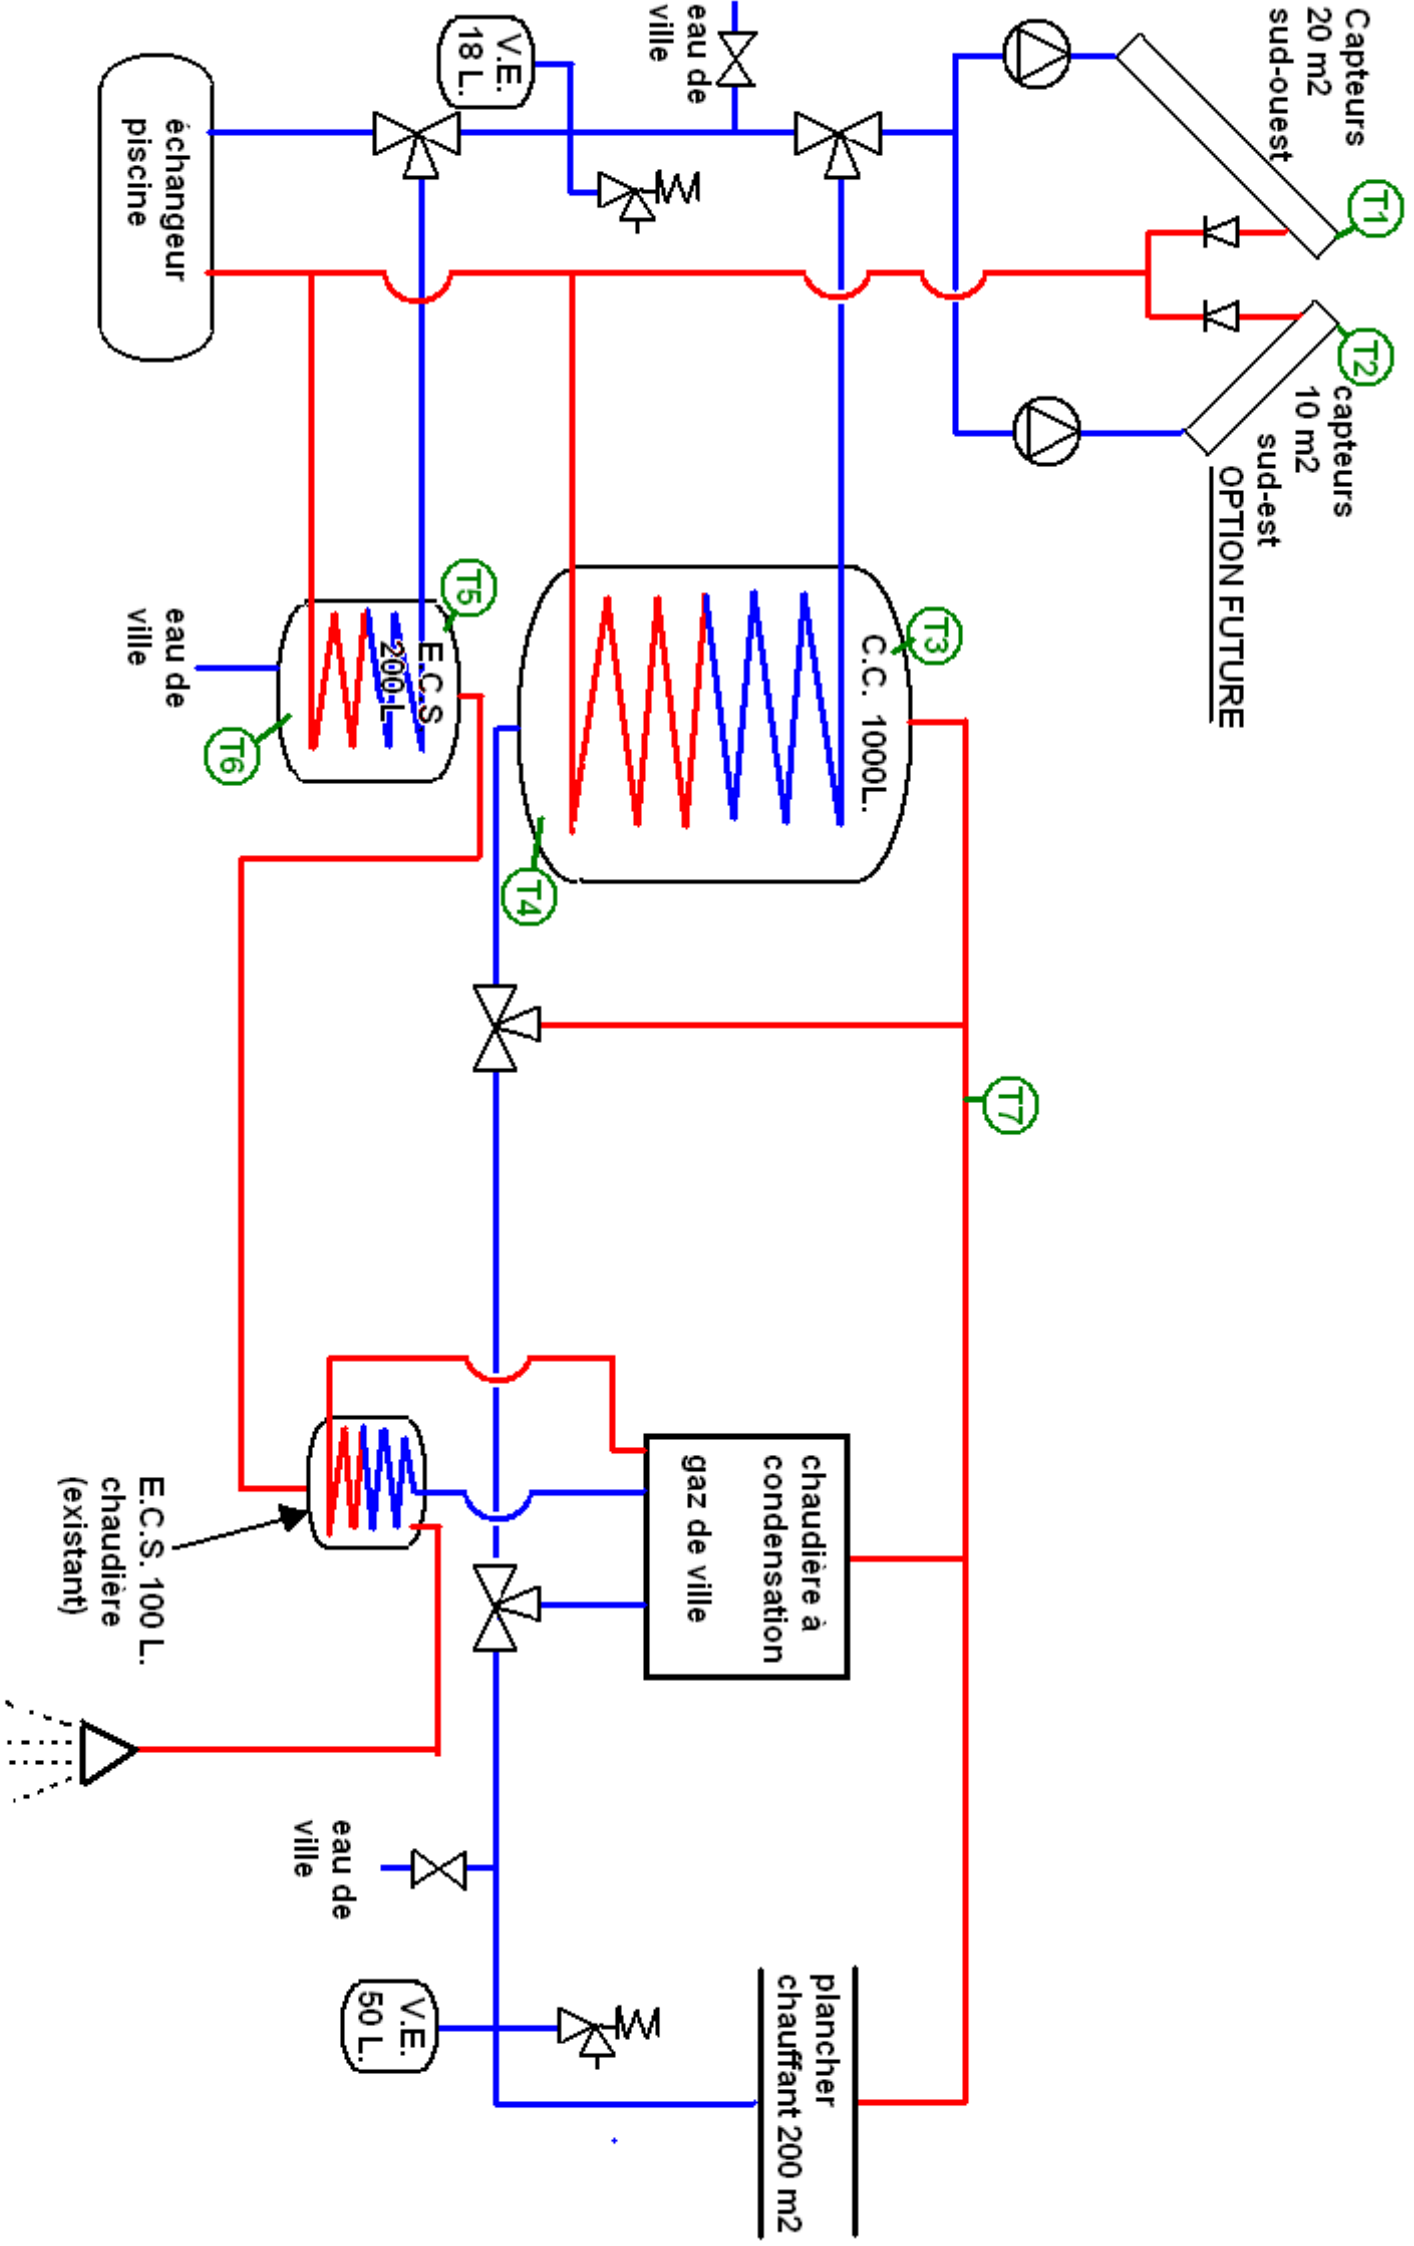 Capteurs
20 m2
sud-ouest
T1
T2
capteurs
10 m2
sud-est
OPTION FUTURE
eau de
ville
V.E.
18 L.
échangeur
piscine
T3
C.C. 1000L.
T4
T5
E.C.S
200 L
T6
eau de
ville
T7
chaudière à
condensation
gaz de ville
E.C.S. 100 L.
chaudière
(existant)
eau de
ville
V.E.
50 L.
plancher
chauffant 200 m2